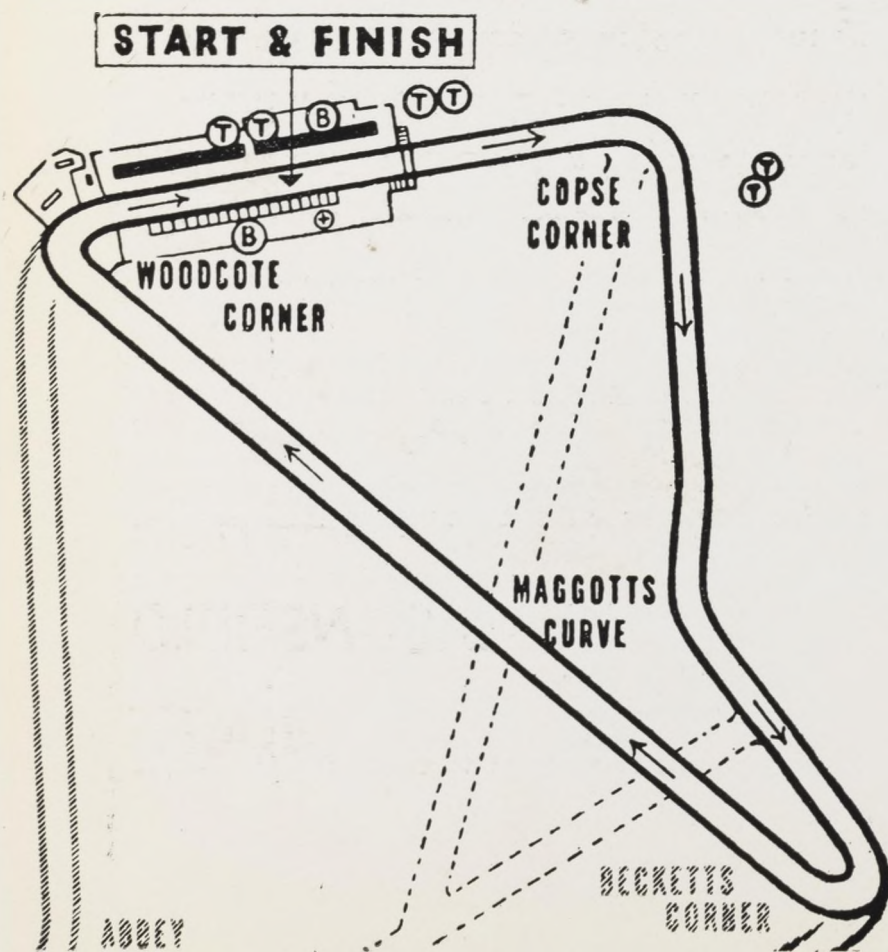 START & FINISH
T T B T T
T
T
COPSE
CORNER
B
WOODCOTE
CORNER
MAGGOTTS
CURVE
BECKETTS
CORNER
ABBEY